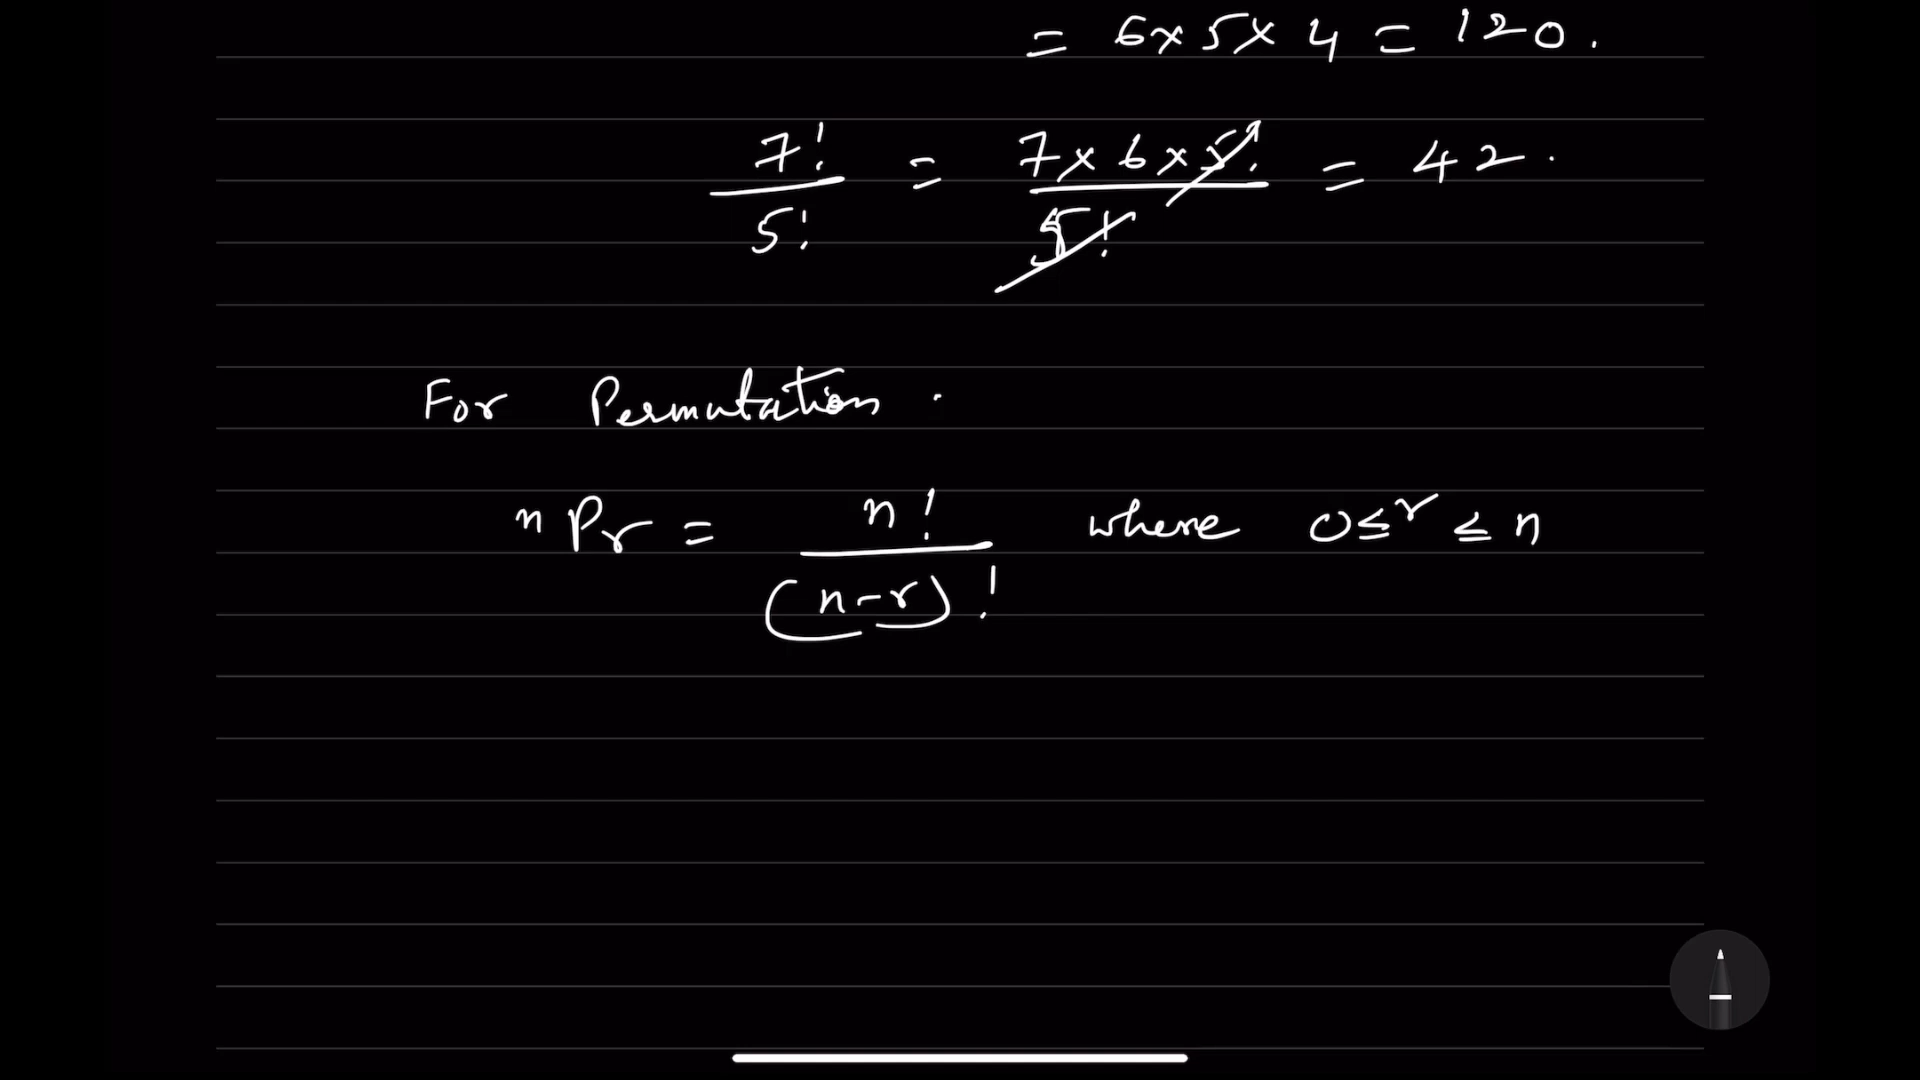 = 6 x 5 x 4 = 120.
7! / 5! = 7 x 6 x 5! / 5! = 42.
For Permutation.
ⁿPr = n! / (n-r)! where 0 ≤ r ≤ n